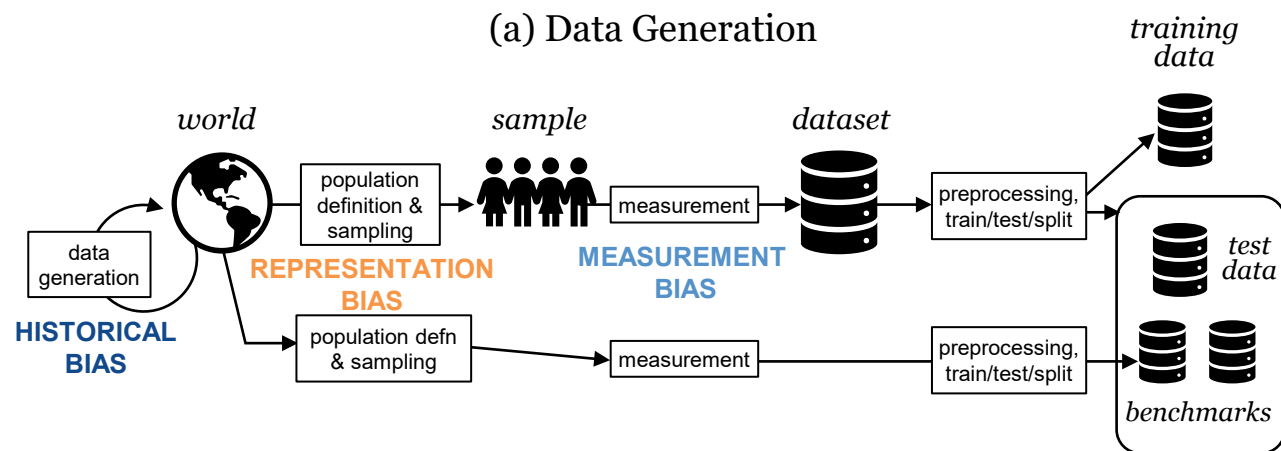 (a) Data Generation
training
data
world
sample
dataset
population
definition &
sampling
measurement
preprocessing,
train/test/split
data
generation
REPRESENTATION
BIAS
MEASUREMENT
BIAS
test
data
HISTORICAL
BIAS
population defn
& sampling
measurement
preprocessing,
train/test/split
benchmarks